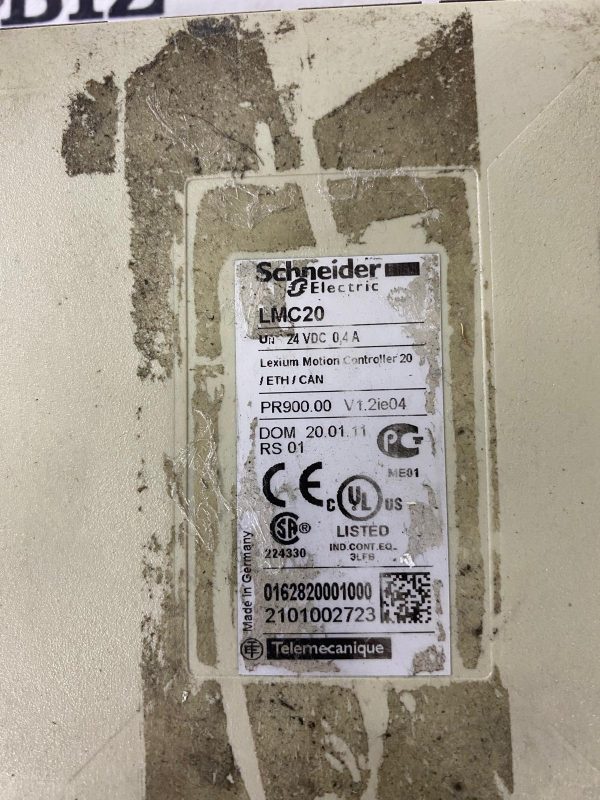 BIZ
Schneider
Electric
LMC20
UN 24 VDC 0,4 A
Lexium Motion Controller 20
/ ETH / CAN
PR900.00 V1.2ie04
DOM 20.01.11
RS 01
ME01
CE
c UL US
LISTED
IND.CONT.EQ.
3LFB
SA ®
224330
Made in Germany
0162820001000
2101002723
Telemecanique